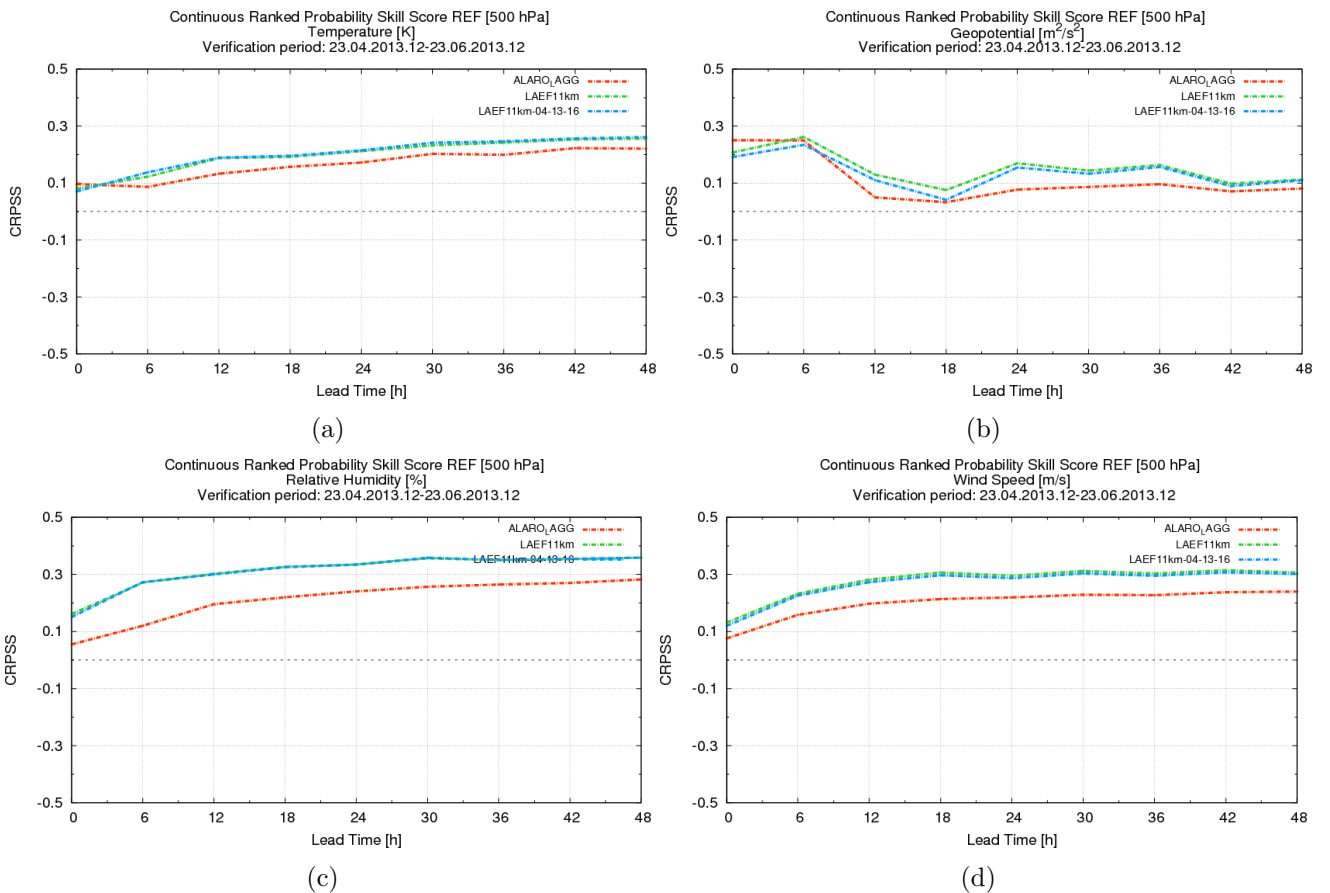 Continuous Ranked Probability Skill Score REF [500 hPa]
Temperature [K]
Verification period: 23.04.2013.12-23.06.2013.12
ALARO_LAGG
LAEF11km
LAEF11km-04-13-16
0.5
0.3
0.1
-0.1
-0.3
-0.5
CRPSS
0 6 12 18 24 30 36 42 48
Lead Time [h]
(a)
Continuous Ranked Probability Skill Score REF [500 hPa]
Geopotential [m²/s²]
Verification period: 23.04.2013.12-23.06.2013.12
ALARO_LAGG
LAEF11km
LAEF11km-04-13-16
0.5
0.3
0.1
-0.1
-0.3
-0.5
CRPSS
0 6 12 18 24 30 36 42 48
Lead Time [h]
(b)
Continuous Ranked Probability Skill Score REF [500 hPa]
Relative Humidity [%]
Verification period: 23.04.2013.12-23.06.2013.12
ALARO_LAGG
LAEF11km
LAEF11km-04-13-16
0.5
0.3
0.1
-0.1
-0.3
-0.5
CRPSS
0 6 12 18 24 30 36 42 48
Lead Time [h]
(c)
Continuous Ranked Probability Skill Score REF [500 hPa]
Wind Speed [m/s]
Verification period: 23.04.2013.12-23.06.2013.12
ALARO_LAGG
LAEF11km
LAEF11km-04-13-16
0.5
0.3
0.1
-0.1
-0.3
-0.5
CRPSS
0 6 12 18 24 30 36 42 48
Lead Time [h]
(d)